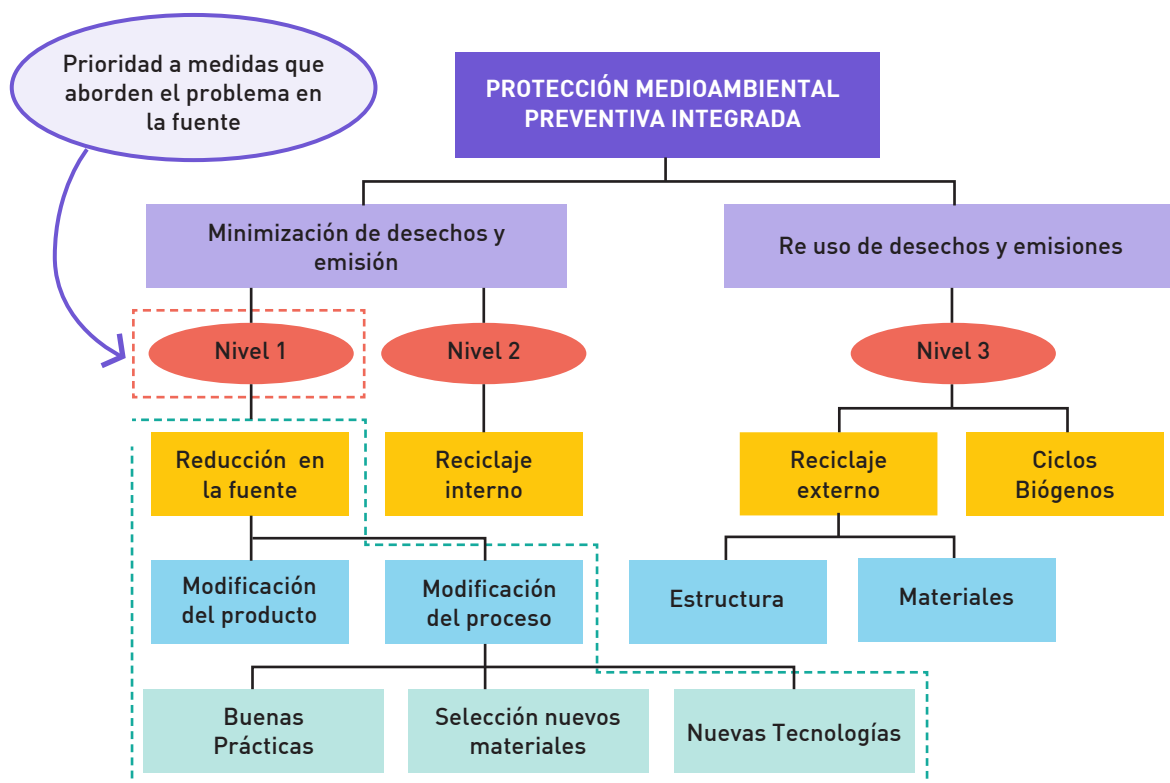 Prioridad a medidas que
aborden el problema en
la fuente
PROTECCIÓN MEDIOAMBIENTAL
PREVENTIVA INTEGRADA
Minimización de desechos y
emisión
Re uso de desechos y emisiones
Nivel 1
Nivel 2
Nivel 3
Reducción en
la fuente
Reciclaje
interno
Reciclaje
externo
Ciclos
Biógenos
Modificación
del producto
Modificación
del proceso
Estructura
Materiales
Buenas
Prácticas
Selección nuevos
materiales
Nuevas Tecnologías